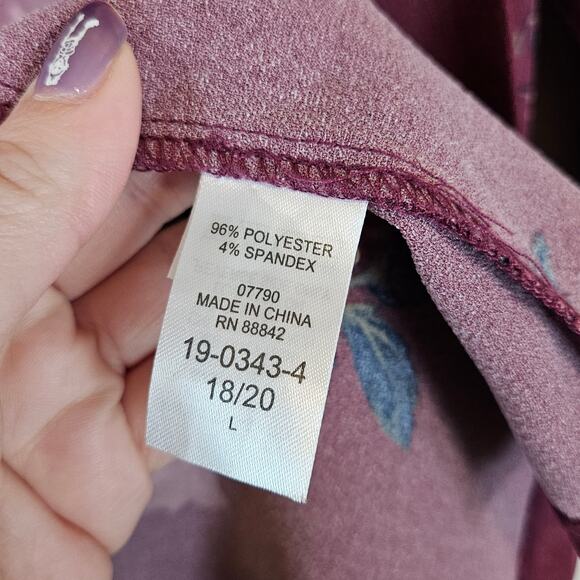 96% POLYESTER
4% SPANDEX
07790
MADE IN CHINA
RN 88842
19-0343-4
18/20
L